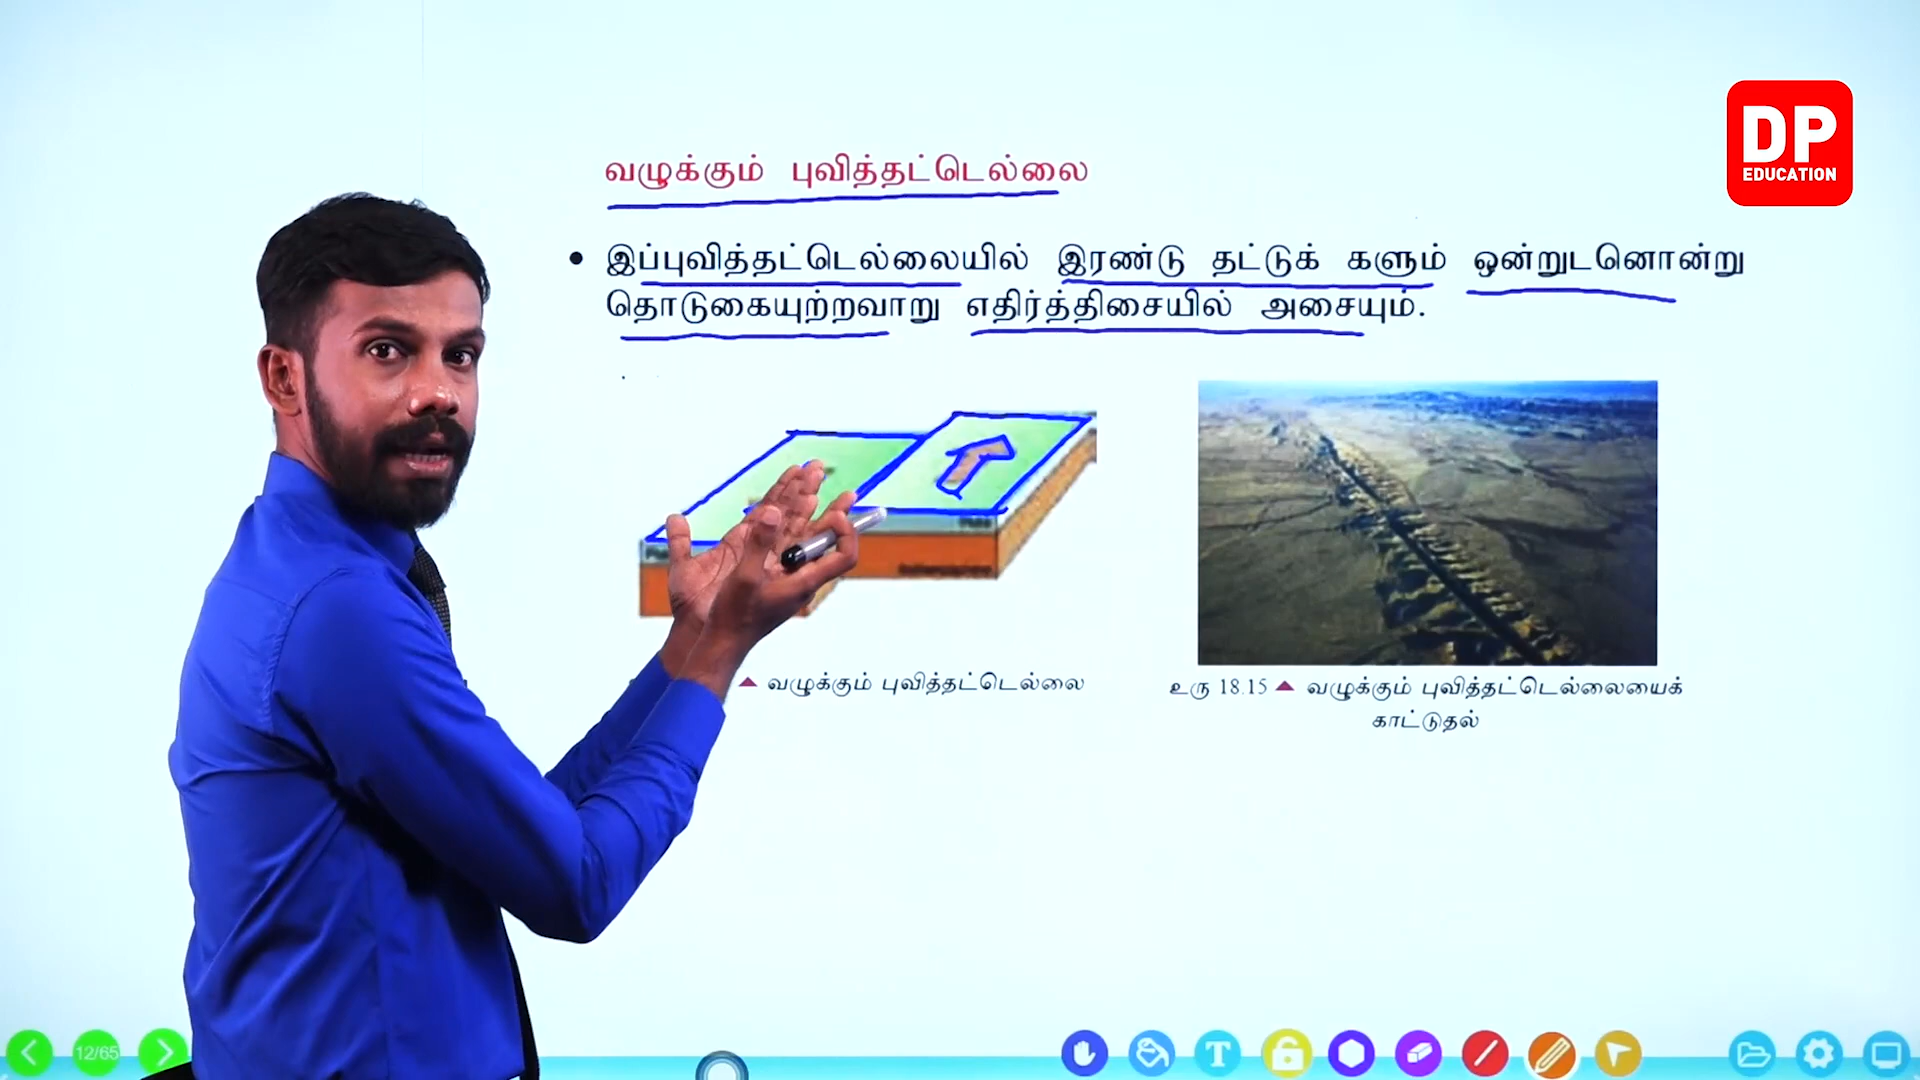 DP
EDUCATION
வழுக்கும் புவித்தட்டெல்லை
• இப்புவித்தட்டெல்லையில் இரண்டு தட்டுக் களும் ஒன்றுடனொன்று
தொடுகையுற்றவாறு எதிர்த்திசையில் அசையும்.
▲ வழுக்கும் புவித்தட்டெல்லை
உரு 18.15 ▲ வழுக்கும் புவித்தட்டெல்லையைக்
காட்டுதல்
12/65
T